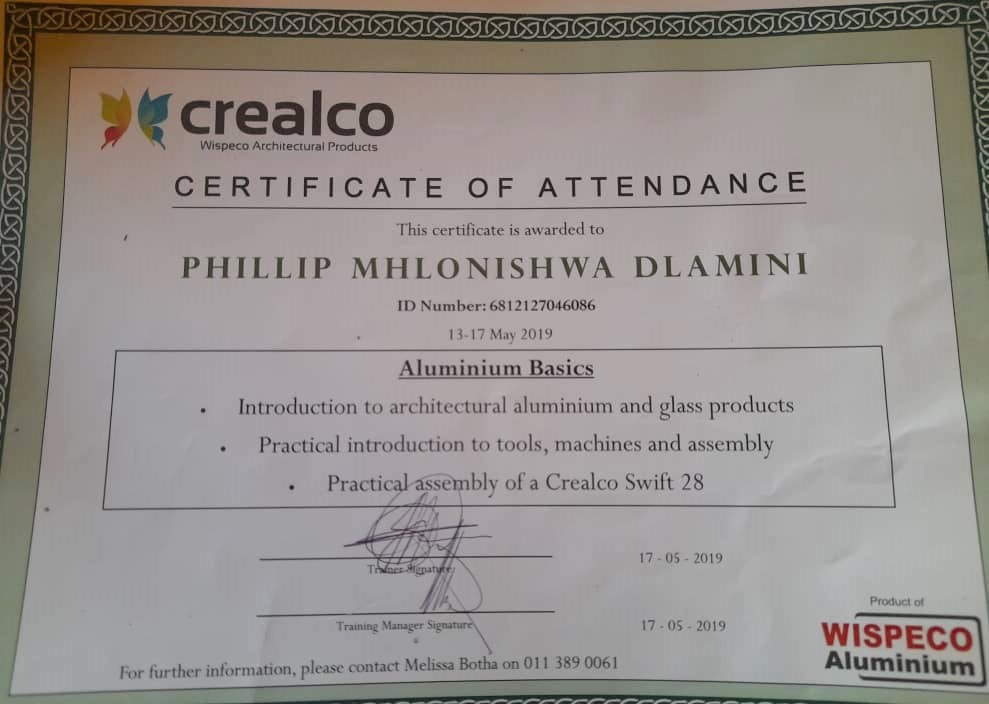 crealco
Wispeco Architectural Products
CERTIFICATE OF ATTENDANCE
This certificate is awarded to
PHILLIP MHLONISHWA DLAMINI
ID Number: 6812127046086
13-17 May 2019
Aluminium Basics
• Introduction to architectural aluminium and glass products
• Practical introduction to tools, machines and assembly
• Practical assembly of a Crealco Swift 28
17 - 05 - 2019
Trainer Signature
17 - 05 - 2019
Training Manager Signature
For further information, please contact Melissa Botha on 011 389 0061
Product of
WISPECO
Aluminium